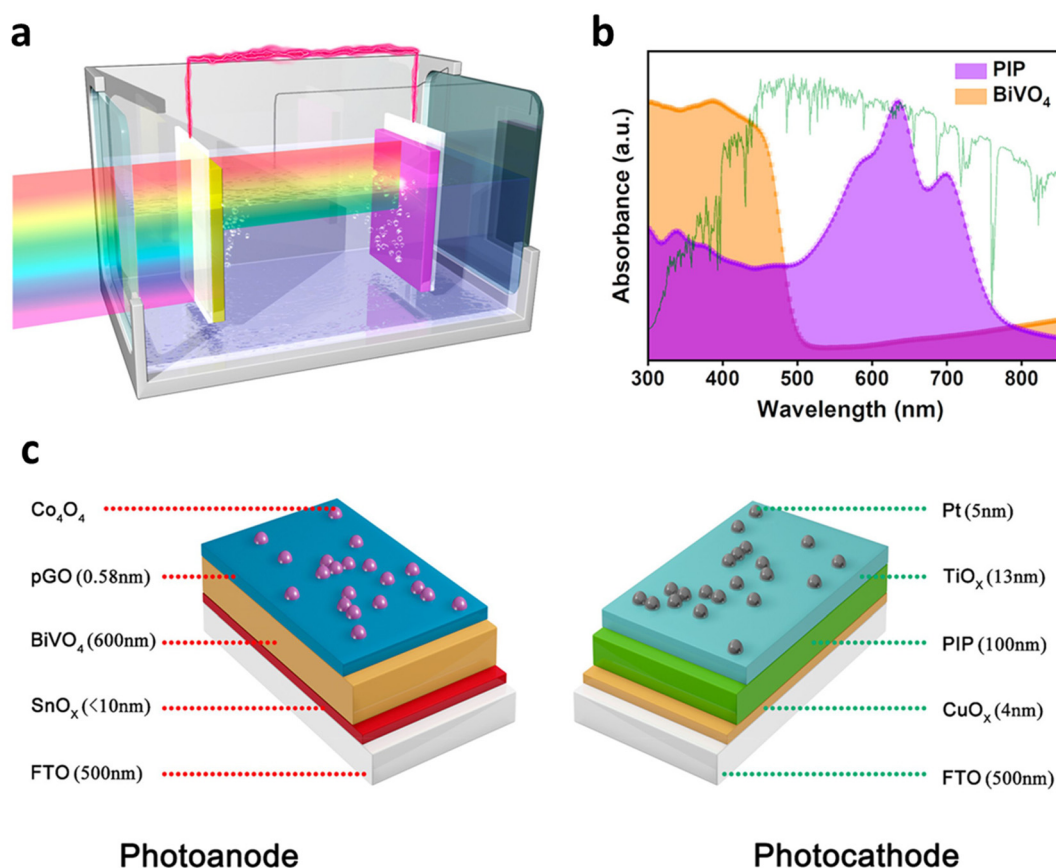 a
b
PIP
BiVO₄
Absorbance (a.u.)
300 400 500 600 700 800
Wavelength (nm)
c
Co₄O₄
pGO (0.58nm)
BiVO₄ (600nm)
SnOₓ (<10nm)
FTO (500nm)
Photoanode
Pt (5nm)
TiOₓ (13nm)
PIP (100nm)
CuOₓ (4nm)
FTO (500nm)
Photocathode